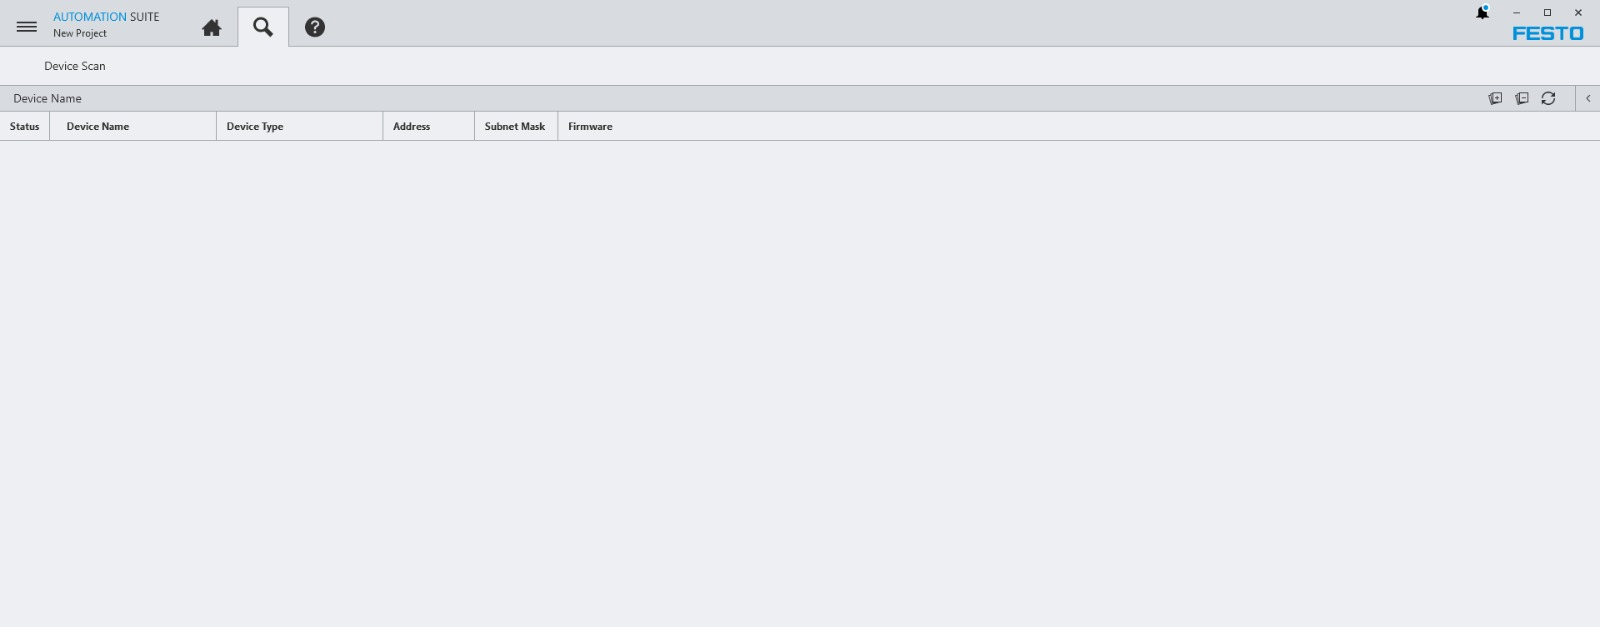 AUTOMATION SUITE
New Project
FESTO
Device Scan
Device Name
Status Device Name Device Type Address Subnet Mask Firmware